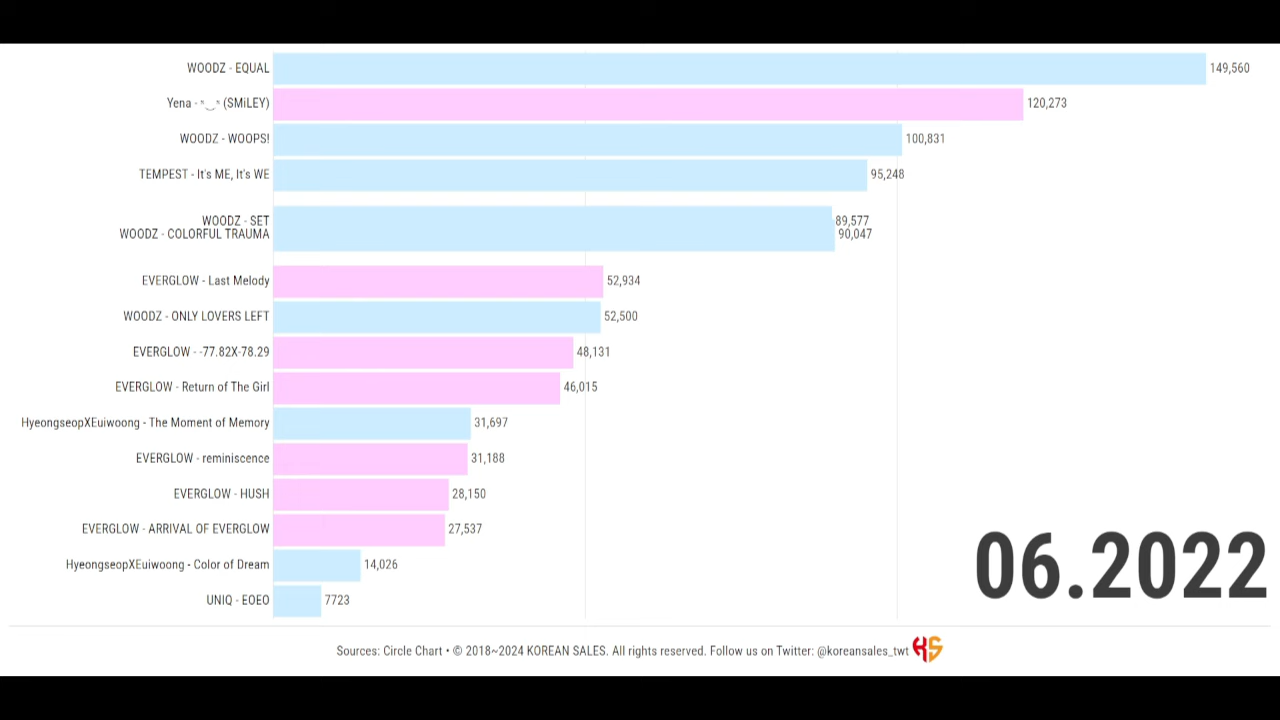 WOODZ - EQUAL 149,560
Yena - ˣ‿ˣ (SMiLEY) 120,273
WOODZ - WOOPS! 100,831
TEMPEST - It's ME, It's WE 95,248
WOODZ - SET 89,577
WOODZ - COLORFUL TRAUMA 90,047
EVERGLOW - Last Melody 52,934
WOODZ - ONLY LOVERS LEFT 52,500
EVERGLOW - -77.82X-78.29 48,131
EVERGLOW - Return of The Girl 46,015
HyeongseopXEuiwoong - The Moment of Memory 31,697
EVERGLOW - reminiscence 31,188
EVERGLOW - HUSH 28,150
EVERGLOW - ARRIVAL OF EVERGLOW 27,537
HyeongseopXEuiwoong - Color of Dream 14,026
UNIQ - EOEO 7723
06.2022
Sources: Circle Chart • © 2018~2024 KOREAN SALES. All rights reserved. Follow us on Twitter: @koreansales_twt KS